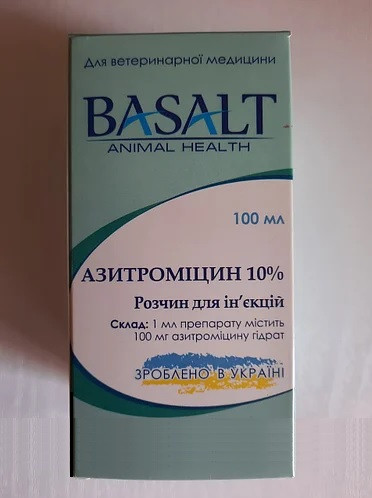 Для ветеринарної медицини
BASALT
ANIMAL HEALTH
100 мл
АЗИТРОМІЦИН 10%
Розчин для ін’єкцій
Склад: 1 мл препарату містить
100 мг азитроміцину гідрат
ЗРОБЛЕНО В УКРАЇНІ